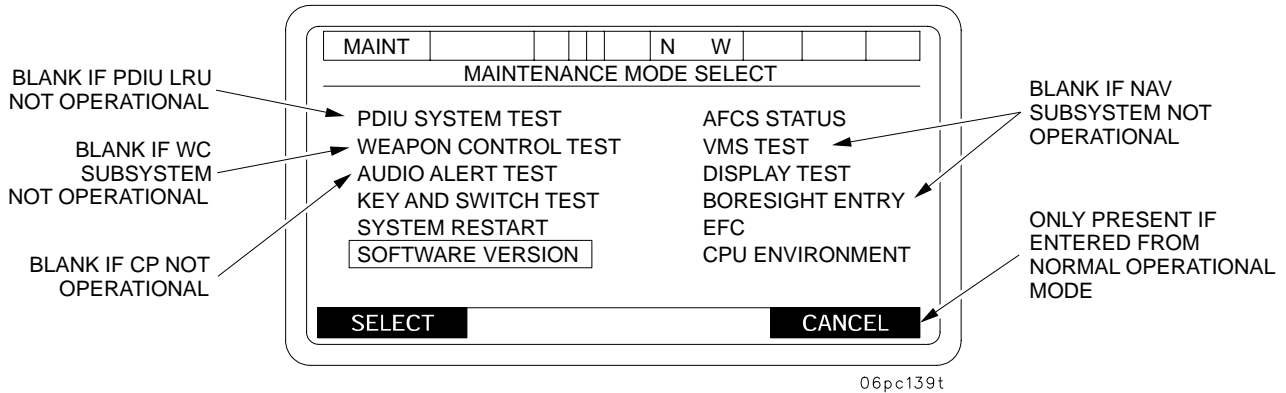 MAINT N W
MAINTENANCE MODE SELECT
BLANK IF PDIU LRU
NOT OPERATIONAL
BLANK IF WC
SUBSYSTEM
NOT OPERATIONAL
BLANK IF CP NOT
OPERATIONAL
PDIU SYSTEM TEST
WEAPON CONTROL TEST
AUDIO ALERT TEST
KEY AND SWITCH TEST
SYSTEM RESTART
SOFTWARE VERSION
AFCS STATUS
VMS TEST
DISPLAY TEST
BORESIGHT ENTRY
EFC
CPU ENVIRONMENT
BLANK IF NAV
SUBSYSTEM NOT
OPERATIONAL
ONLY PRESENT IF
ENTERED FROM
NORMAL OPERATIONAL
MODE
SELECT
CANCEL
06pc139t